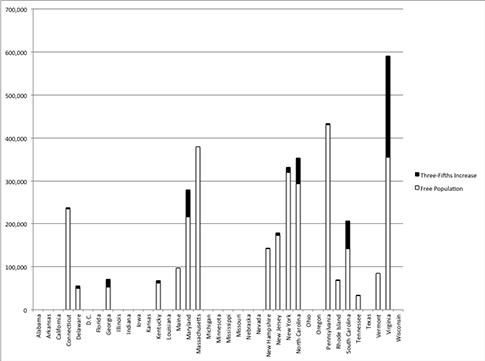 700,000
600,000
500,000
400,000
300,000
200,000
100,000
0
Three-Fifths Increase
Free Population
Alabama
Arkansas
California
Connecticut
Delaware
D.C.
Florida
Georgia
Illinois
Indiana
Iowa
Kansas
Kentucky
Louisiana
Maine
Maryland
Massachusetts
Michigan
Minnesota
Mississippi
Missouri
Nebraska
Nevada
New Hampshire
New Jersey
New York
North Carolina
Ohio
Oregon
Pennsylvania
Rhode Island
South Carolina
Tennessee
Texas
Vermont
Virginia
Wisconsin